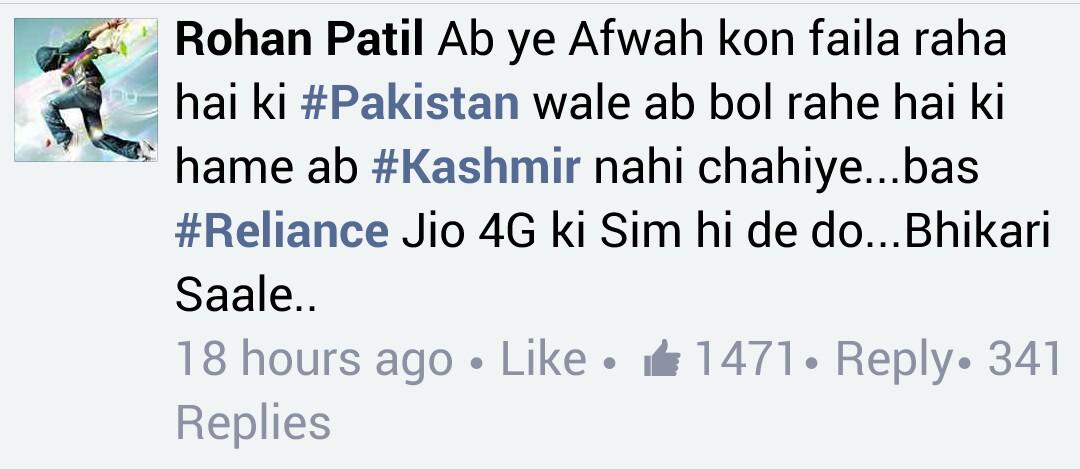 Rohan Patil Ab ye Afwah kon faila raha
hai ki #Pakistan wale ab bol rahe hai ki
hame ab #Kashmir nahi chahiye...bas
#Reliance Jio 4G ki Sim hi de do...Bhikari
Saale..
18 hours ago • Like • 1471 • Reply • 341
Replies